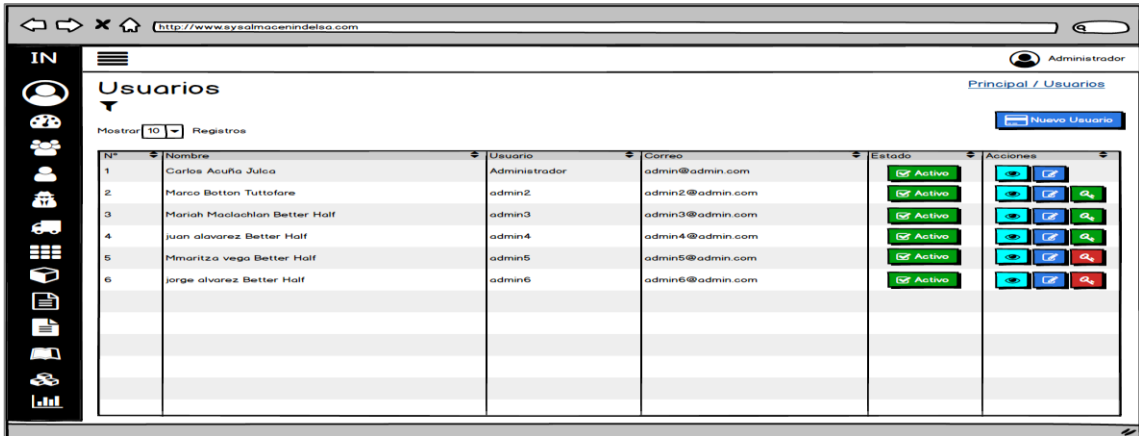 http://www.sysalmacenindelsa.com
IN
Administrador
Usuarios
Principal / Usuarios
Nuevo Usuario
Mostrar 10 Registros
N° Nombre Usuario Correo Estado Acciones
1 Carlos Acuña Julca Administrador admin@admin.com Activo
2 Marco Botton Tuttofare admin2 admin2@admin.com Activo
3 Mariah Maclachlan Better Half admin3 admin3@admin.com Activo
4 juan alavarez Better Half admin4 admin4@admin.com Activo
5 Mmaritza vega Better Half admin5 admin5@admin.com Activo
6 jorge alvarez Better Half admin6 admin6@admin.com Activo